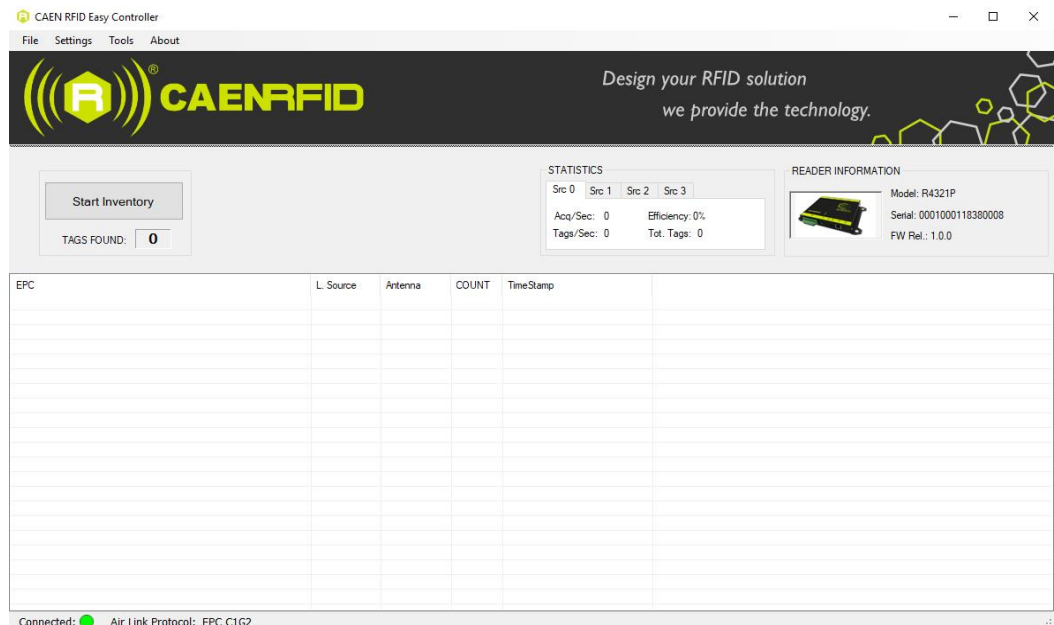 CAEN RFID Easy Controller
File Settings Tools About
R ®
CAENRFID
Design your RFID solution
we provide the technology.
Start Inventory
TAGS FOUND: 0
STATISTICS
Src 0 Src 1 Src 2 Src 3
Acq/Sec: 0 Efficiency: 0%
Tags/Sec: 0 Tot. Tags: 0
READER INFORMATION
Model: R4321P
Serial: 0001000118380008
FW Rel.: 1.0.0
EPC L. Source Antenna COUNT TimeStamp
Connected: Air Link Protocol: EPC C1G2